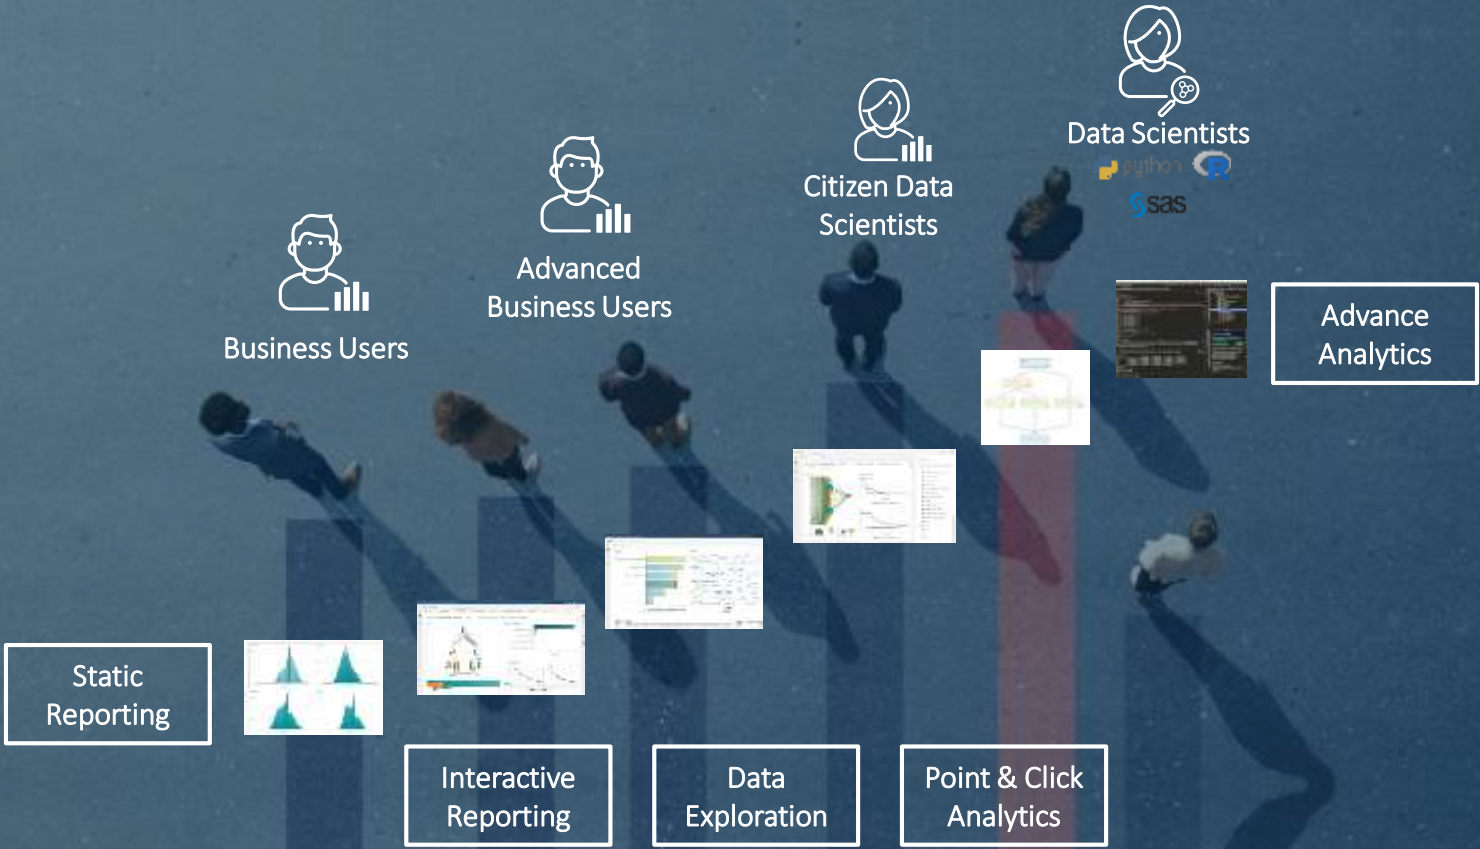 Data Scientists
python R
sas
Citizen Data
Scientists
Advanced
Business Users
Business Users
Advance
Analytics
Static
Reporting
Interactive
Reporting
Data
Exploration
Point & Click
Analytics